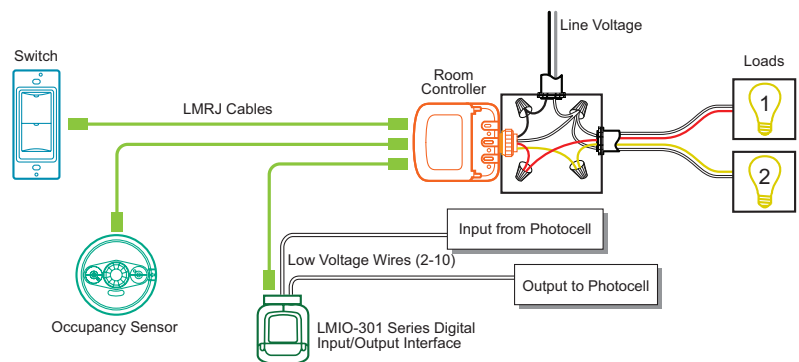 Line Voltage
Switch
Room
Controller
Loads
LMRJ Cables
1
2
Input from Photocell
Low Voltage Wires (2-10)
Output to Photocell
Occupancy Sensor
LMIO-301 Series Digital
Input/Output Interface